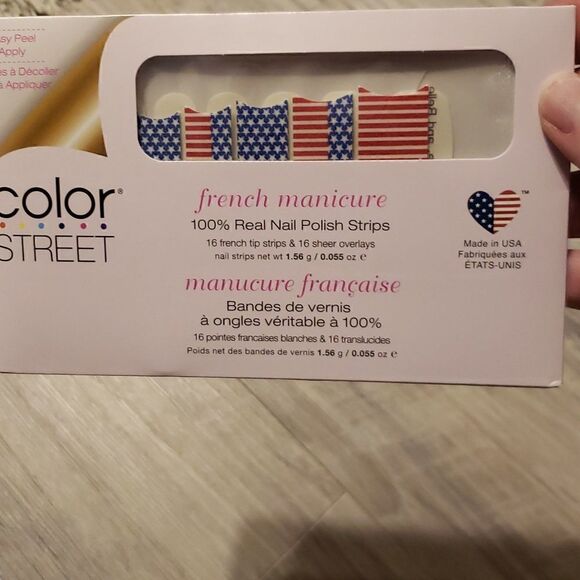 sy Peel
Apply
es à Décoller
à Appliquer
color®
STREET
french manicure
100% Real Nail Polish Strips
16 french tip strips & 16 sheer overlays
nail strips net wt 1.56 g / 0.055 oz ℮
manucure française
Bandes de vernis
à ongles véritable à 100%
16 pointes francaises blanches & 16 translucides
Poids net des bandes de vernis 1.56 g / 0.055 oz ℮
™
Made in USA
Fabriquées aux
ÉTATS-UNIS